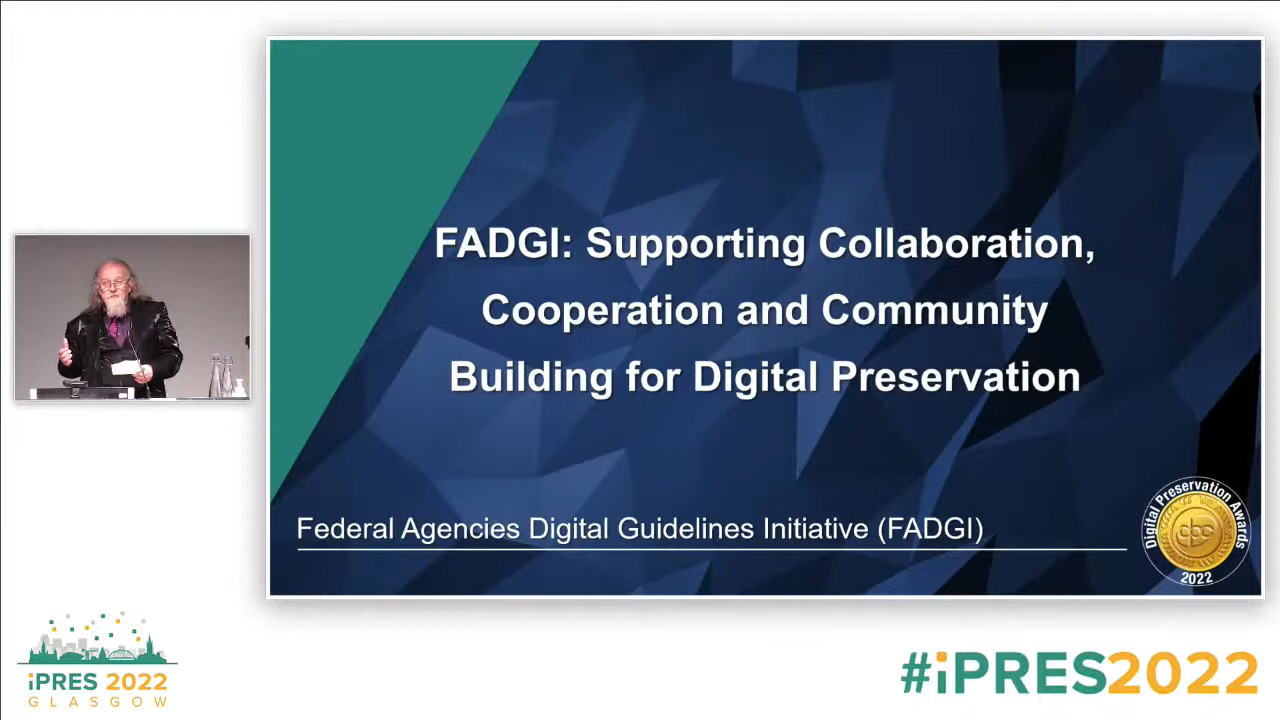 FADGI: Supporting Collaboration,
Cooperation and Community
Building for Digital Preservation
Federal Agencies Digital Guidelines Initiative (FADGI)
Digital Preservation Awards
dpc
2022
iPRES 2022
GLASGOW
#iPRES2022